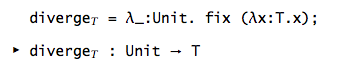 diverge_T = λ_:Unit. fix (λx:T.x);
▸ diverge_T : Unit → T